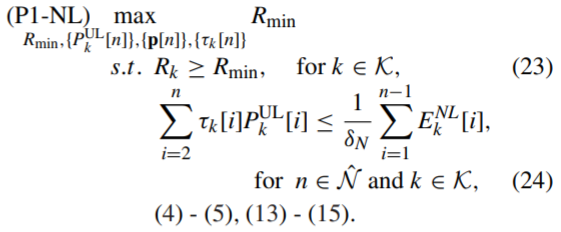 (P1-NL) max R_min
R_min,{P_k^UL[n]},{p[n]},{τ_k[n]}
s.t. R_k ≥ R_min, for k ∈ 𝒦, (23)
∑_{i=2}^{n} τ_k[i]P_k^UL[i] ≤ 1/δ_N ∑_{i=1}^{n−1} E_k^NL[i],
for n ∈ 𝒩̂ and k ∈ 𝒦, (24)
(4) - (5), (13) - (15).